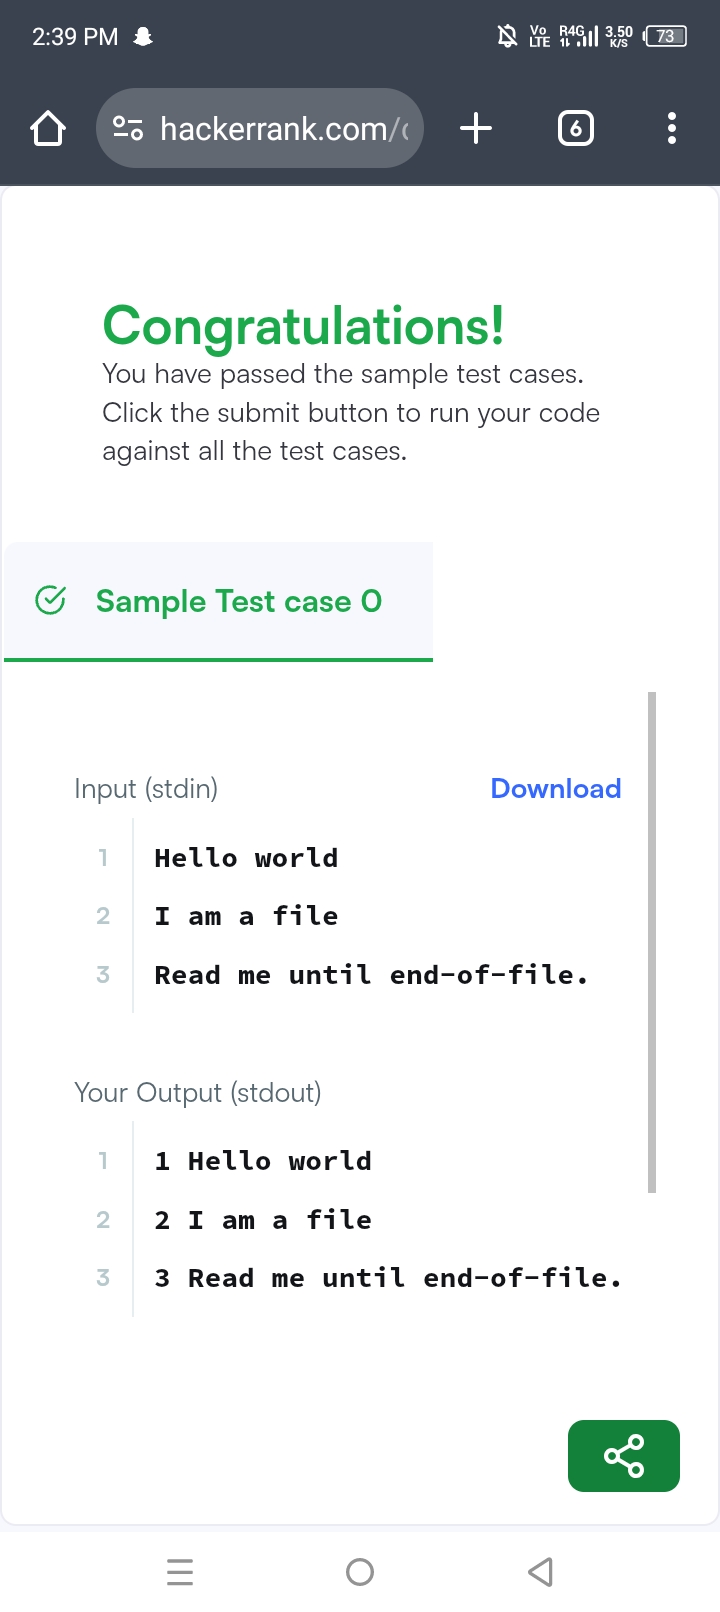 2:39 PM
Vo LTE R4G 3.50 K/S 73
hackerrank.com/
6
Congratulations!
You have passed the sample test cases.
Click the submit button to run your code
against all the test cases.
Sample Test case 0
Input (stdin) Download
1 Hello world
2 I am a file
3 Read me until end-of-file.
Your Output (stdout)
1 1 Hello world
2 2 I am a file
3 3 Read me until end-of-file.